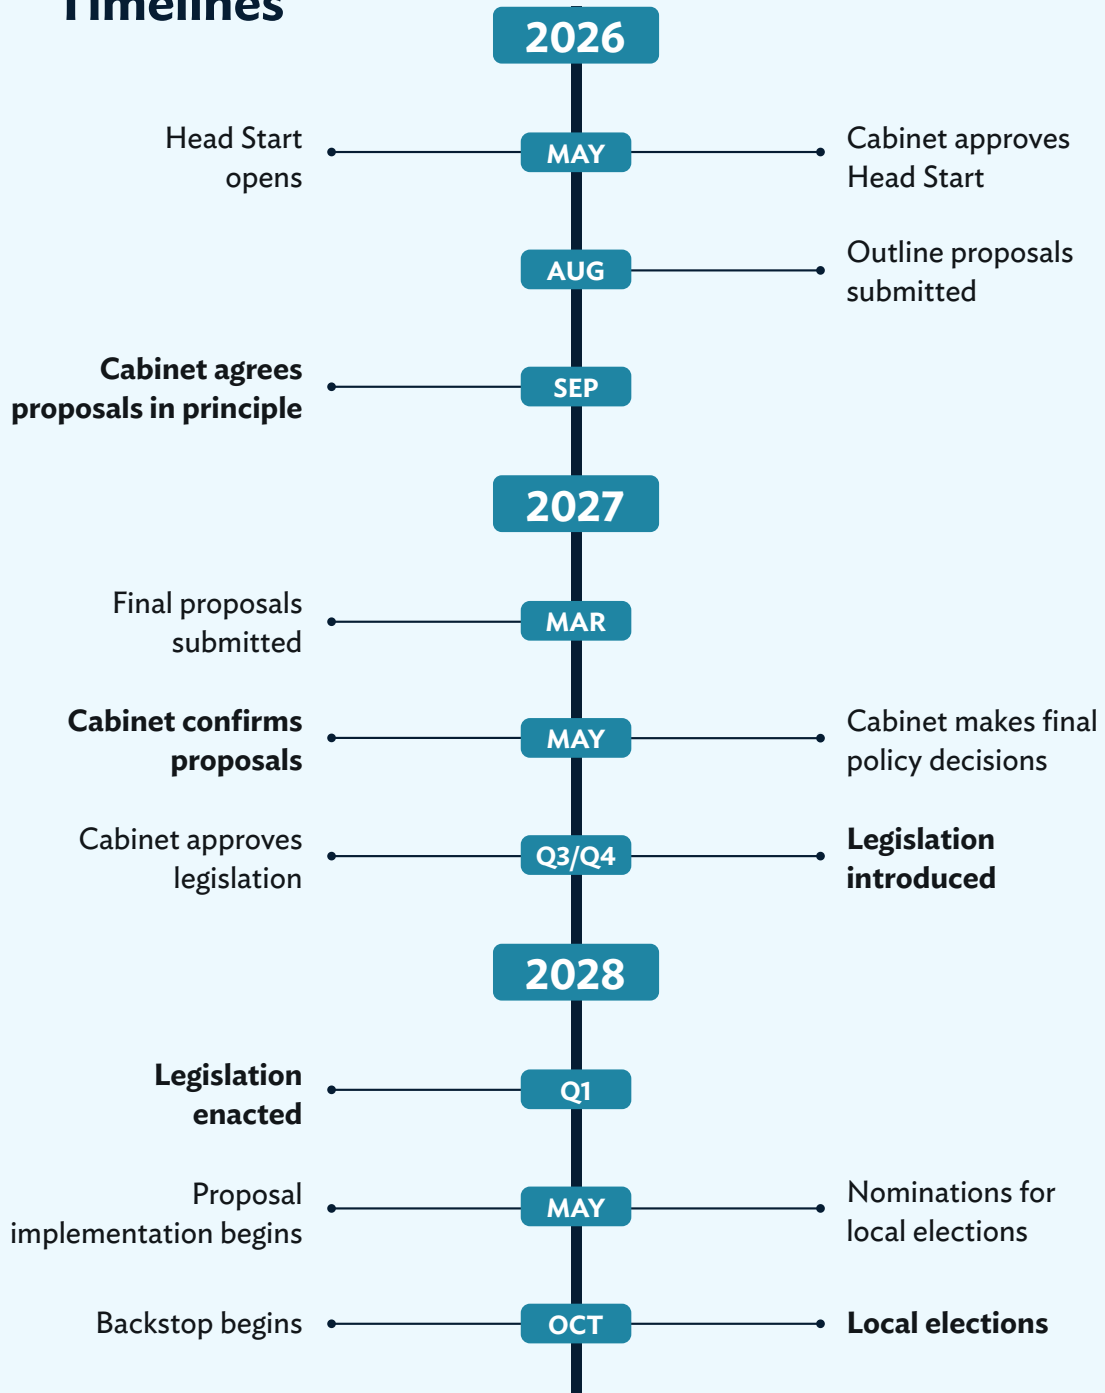 Timelines
2026
Head Start
opens
MAY
Cabinet approves
Head Start
AUG
Outline proposals
submitted
Cabinet agrees
proposals in principle
SEP
2027
Final proposals
submitted
MAR
Cabinet confirms
proposals
MAY
Cabinet makes final
policy decisions
Cabinet approves
legislation
Q3/Q4
Legislation
introduced
2028
Legislation
enacted
Q1
Proposal
implementation begins
MAY
Nominations for
local elections
Backstop begins
OCT
Local elections